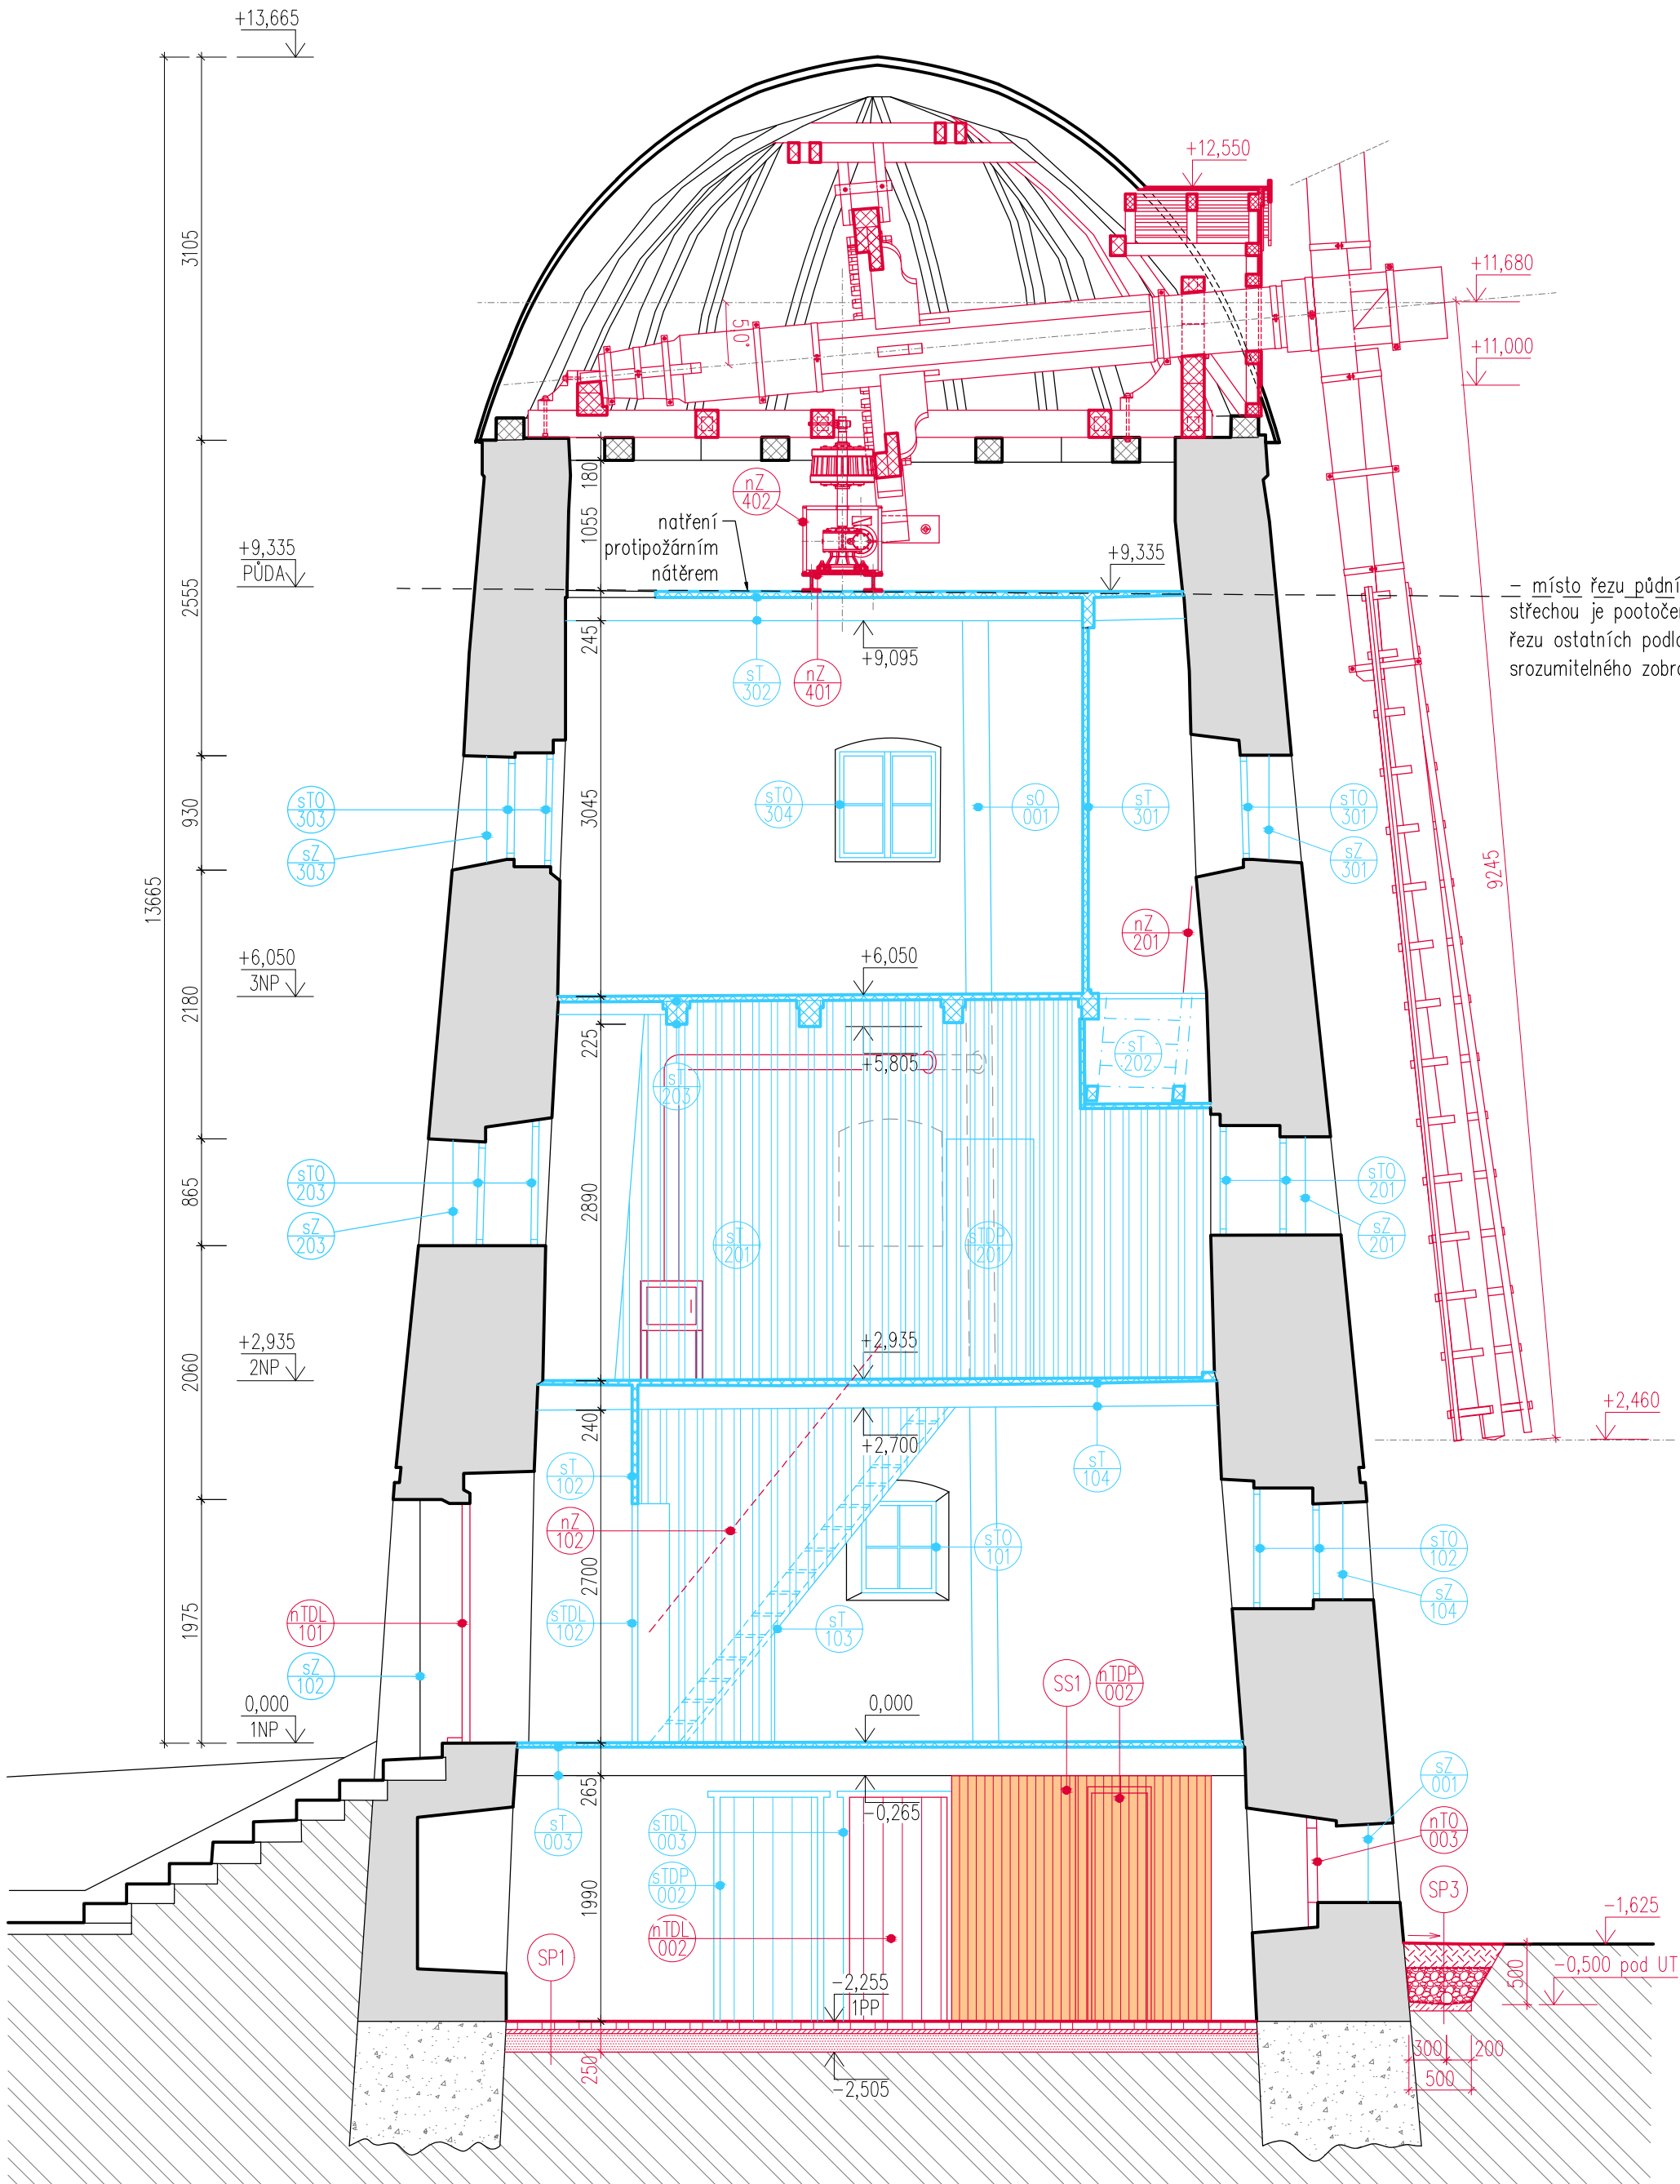 +13,665
3105
+12,550
+11,680
+11,000
5.0°
13665
180
1055
nZ
402
natření
protipožárním
nátěrem
+9,335
PŮDA
+9,335
2555
245
+9,095
sT
302
nZ
401
– místo řezu půdní
930
3045
sTO
303
sZ
303
sTO
304
sO
001
sT
301
sTO
301
sZ
301
9245
nZ
201
+6,050
3NP
+6,050
2180
225
+5,805
sT
203
sT
202
865
2890
sTO
203
sZ
203
sT
201
sTDP
201
sTO
201
sZ
201
+2,935
2NP
+2,935
2060
240
+2,700
+2,460
sT
102
sT
104
nZ
102
sTO
101
sTO
102
sZ
104
1975
2700
nTDL
101
sZ
102
sTDL
102
sT
103
SS1
nTDP
002
0,000
1NP
0,000
265
-0,265
sT
003
sTDL
003
sTDP
002
nTDL
002
sZ
001
nTO
003
SP3
1990
SP1
-2,255
1PP
-1,625
-0,500 pod UT
500
250
-2,505
300
200
500
střechou je pootočen
řezu ostatních
srozumitelného